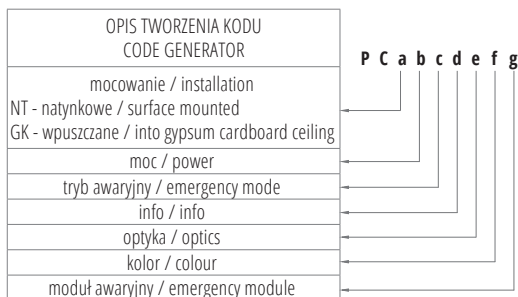 OPIS TWORZENIA KODU
CODE GENERATOR
P C a b c d e f g
mocowanie / installation
NT - natynkowe / surface mounted
GK - wpuszczane / into gypsum cardboard ceiling
moc / power
tryb awaryjny / emergency mode
info / info
optyka / optics
kolor / colour
moduł awaryjny / emergency module